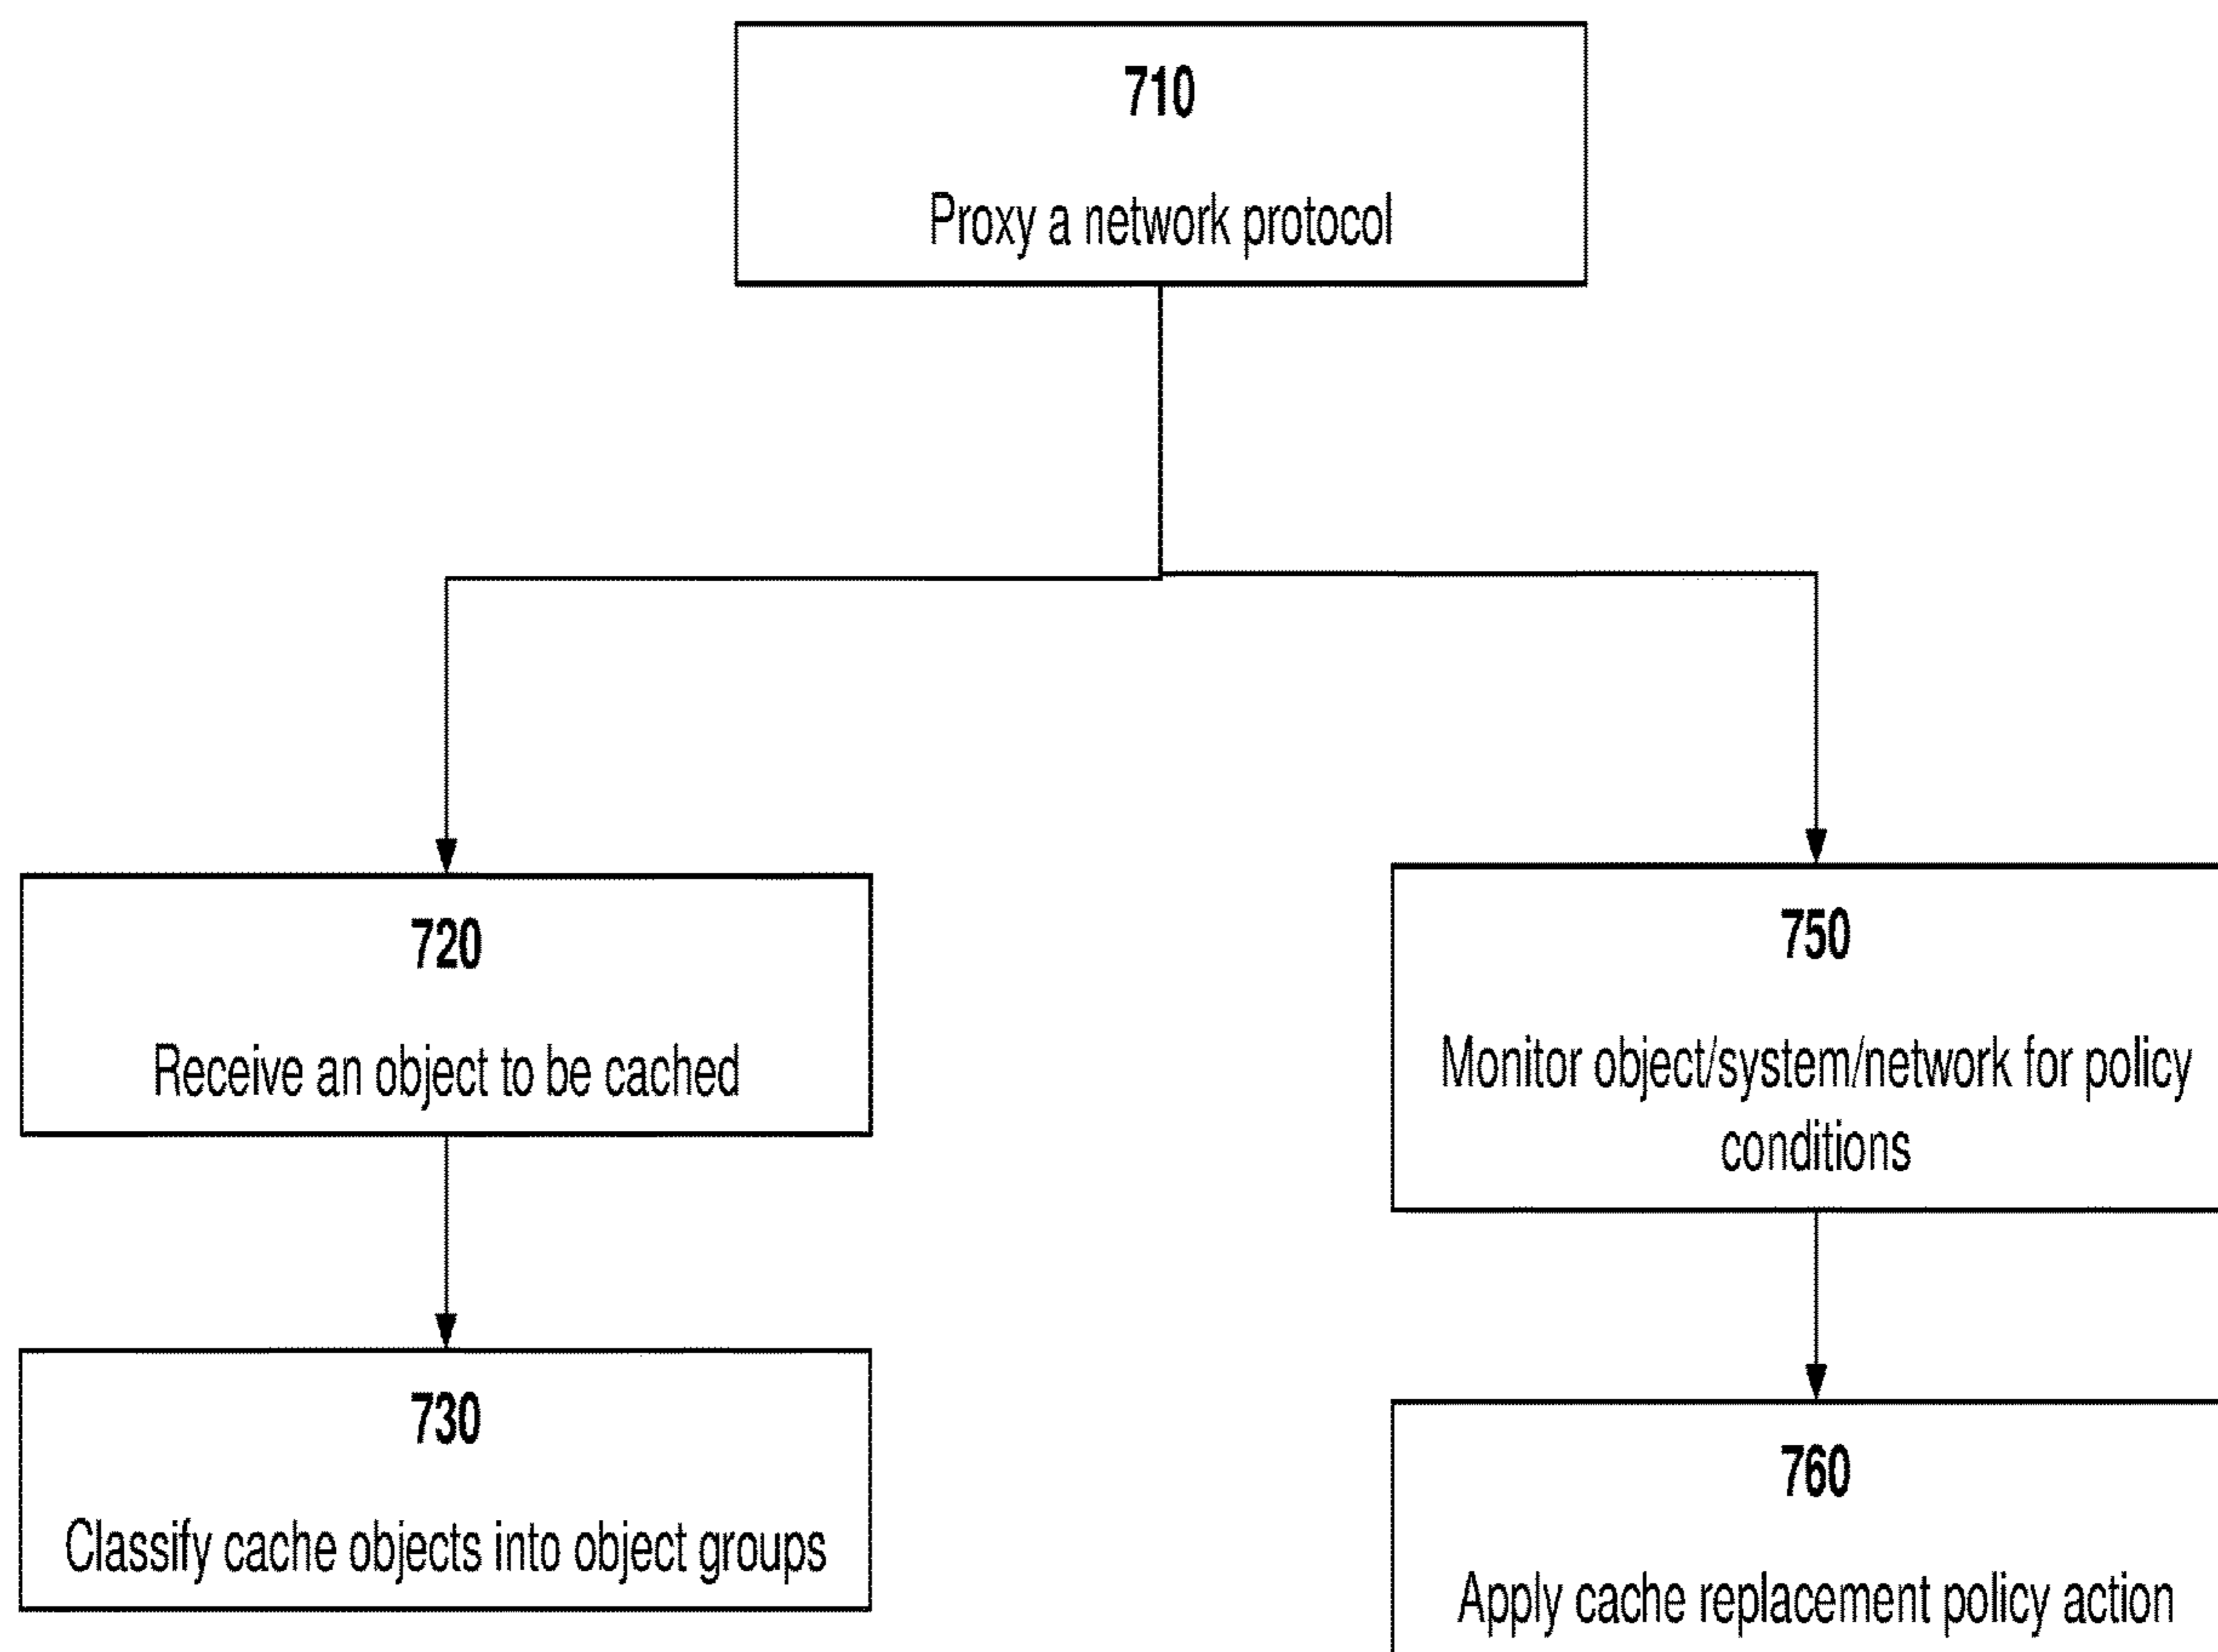 710
Proxy a network protocol
720
Receive an object to be cached
750
Monitor object/system/network for policy
conditions
730
Classify cache objects into object groups
760
Apply cache replacement policy action